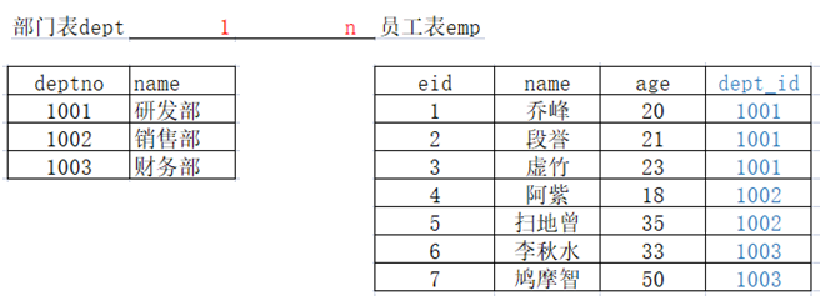 部门表dept 1 n 员工表emp
deptno name
1001 研发部
1002 销售部
1003 财务部
eid name age dept_id
1 乔峰 20 1001
2 段誉 21 1001
3 虚竹 23 1001
4 阿紫 18 1002
5 扫地曾 35 1002
6 李秋水 33 1003
7 鸠摩智 50 1003